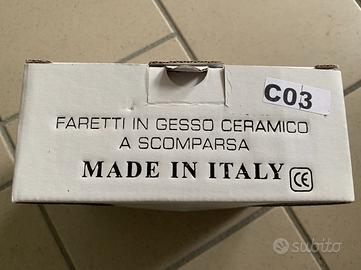 C03
FARETTI IN GESSO CERAMICO
A SCOMPARSA
MADE IN ITALY CE
subito